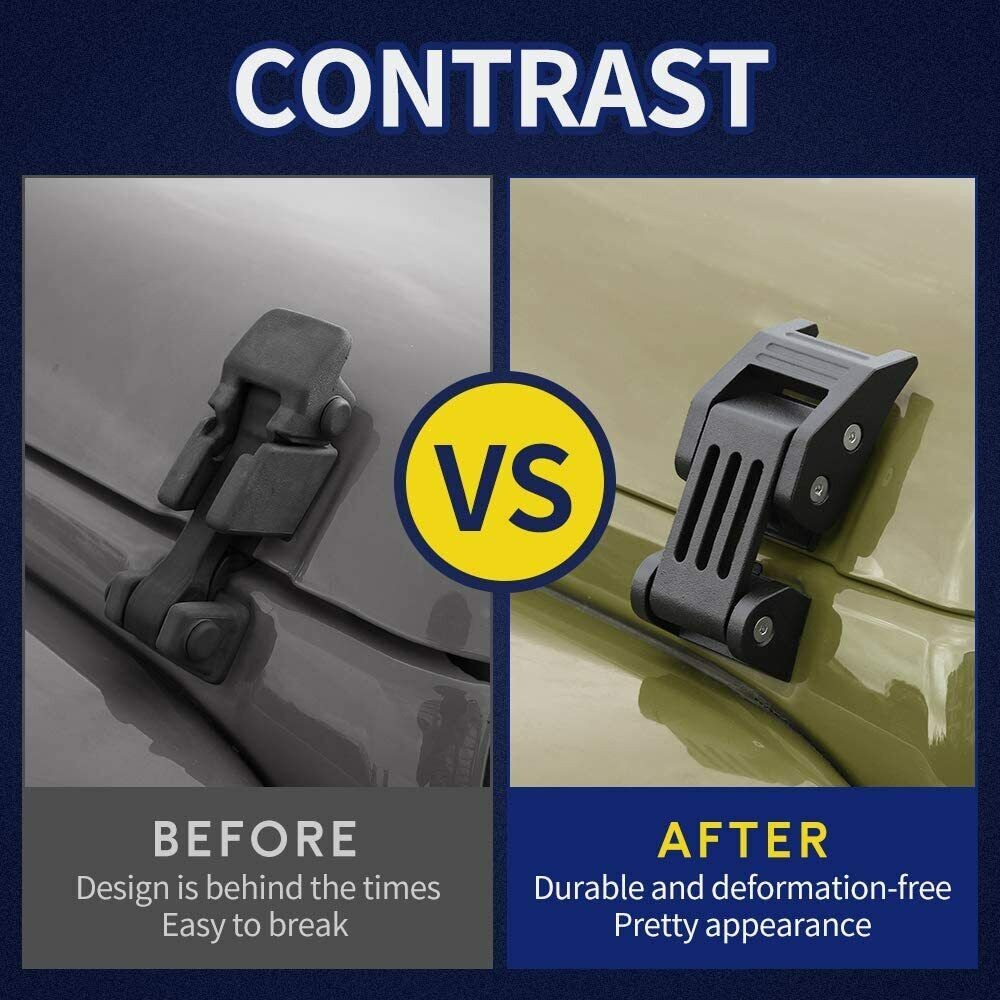 CONTRAST
VS
BEFORE
Design is behind the times
Easy to break
AFTER
Durable and deformation-free
Pretty appearance